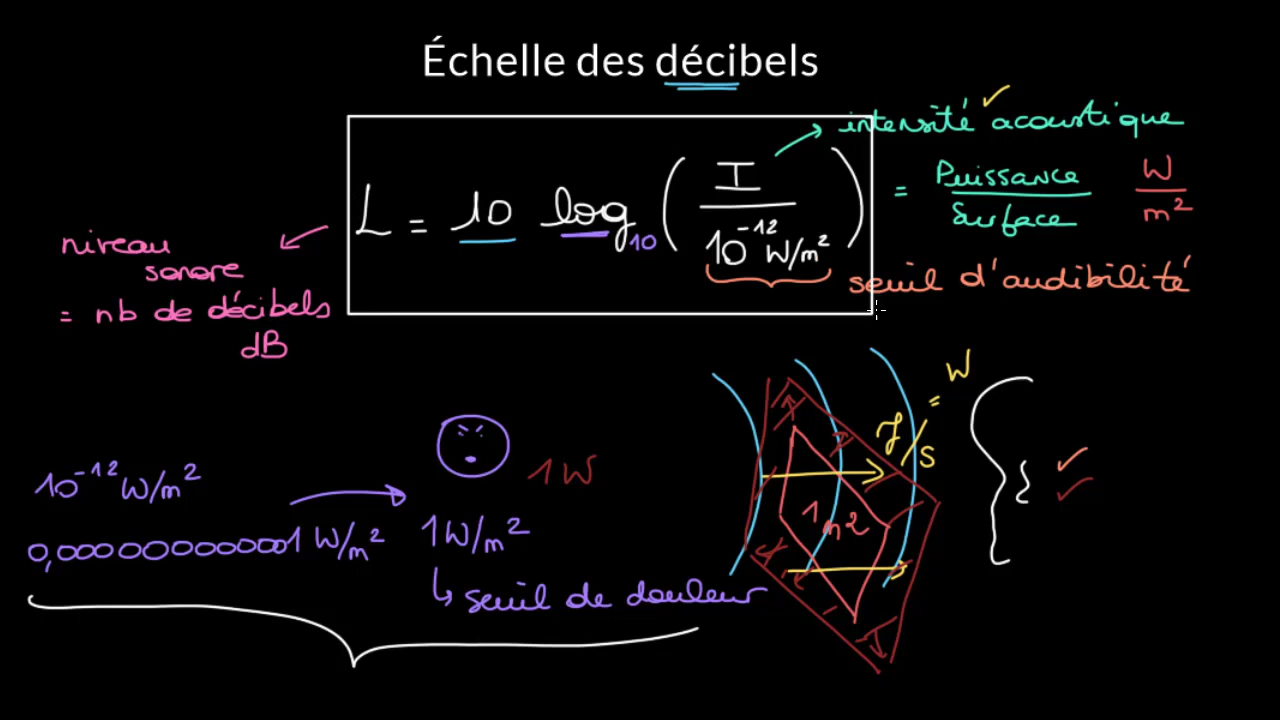 Échelle des décibels
intensité acoustique
= Puissance / Surface W / m²
L = 10 log₁₀ ( I / 10⁻¹² W/m² )
niveau
sonore
= nb de décibels
dB
seuil d'audibilité
J/s = W
1 m²
10⁻¹² W/m²
1 W
0,000000000001 W/m²
1 W/m²
↳ seuil de douleur